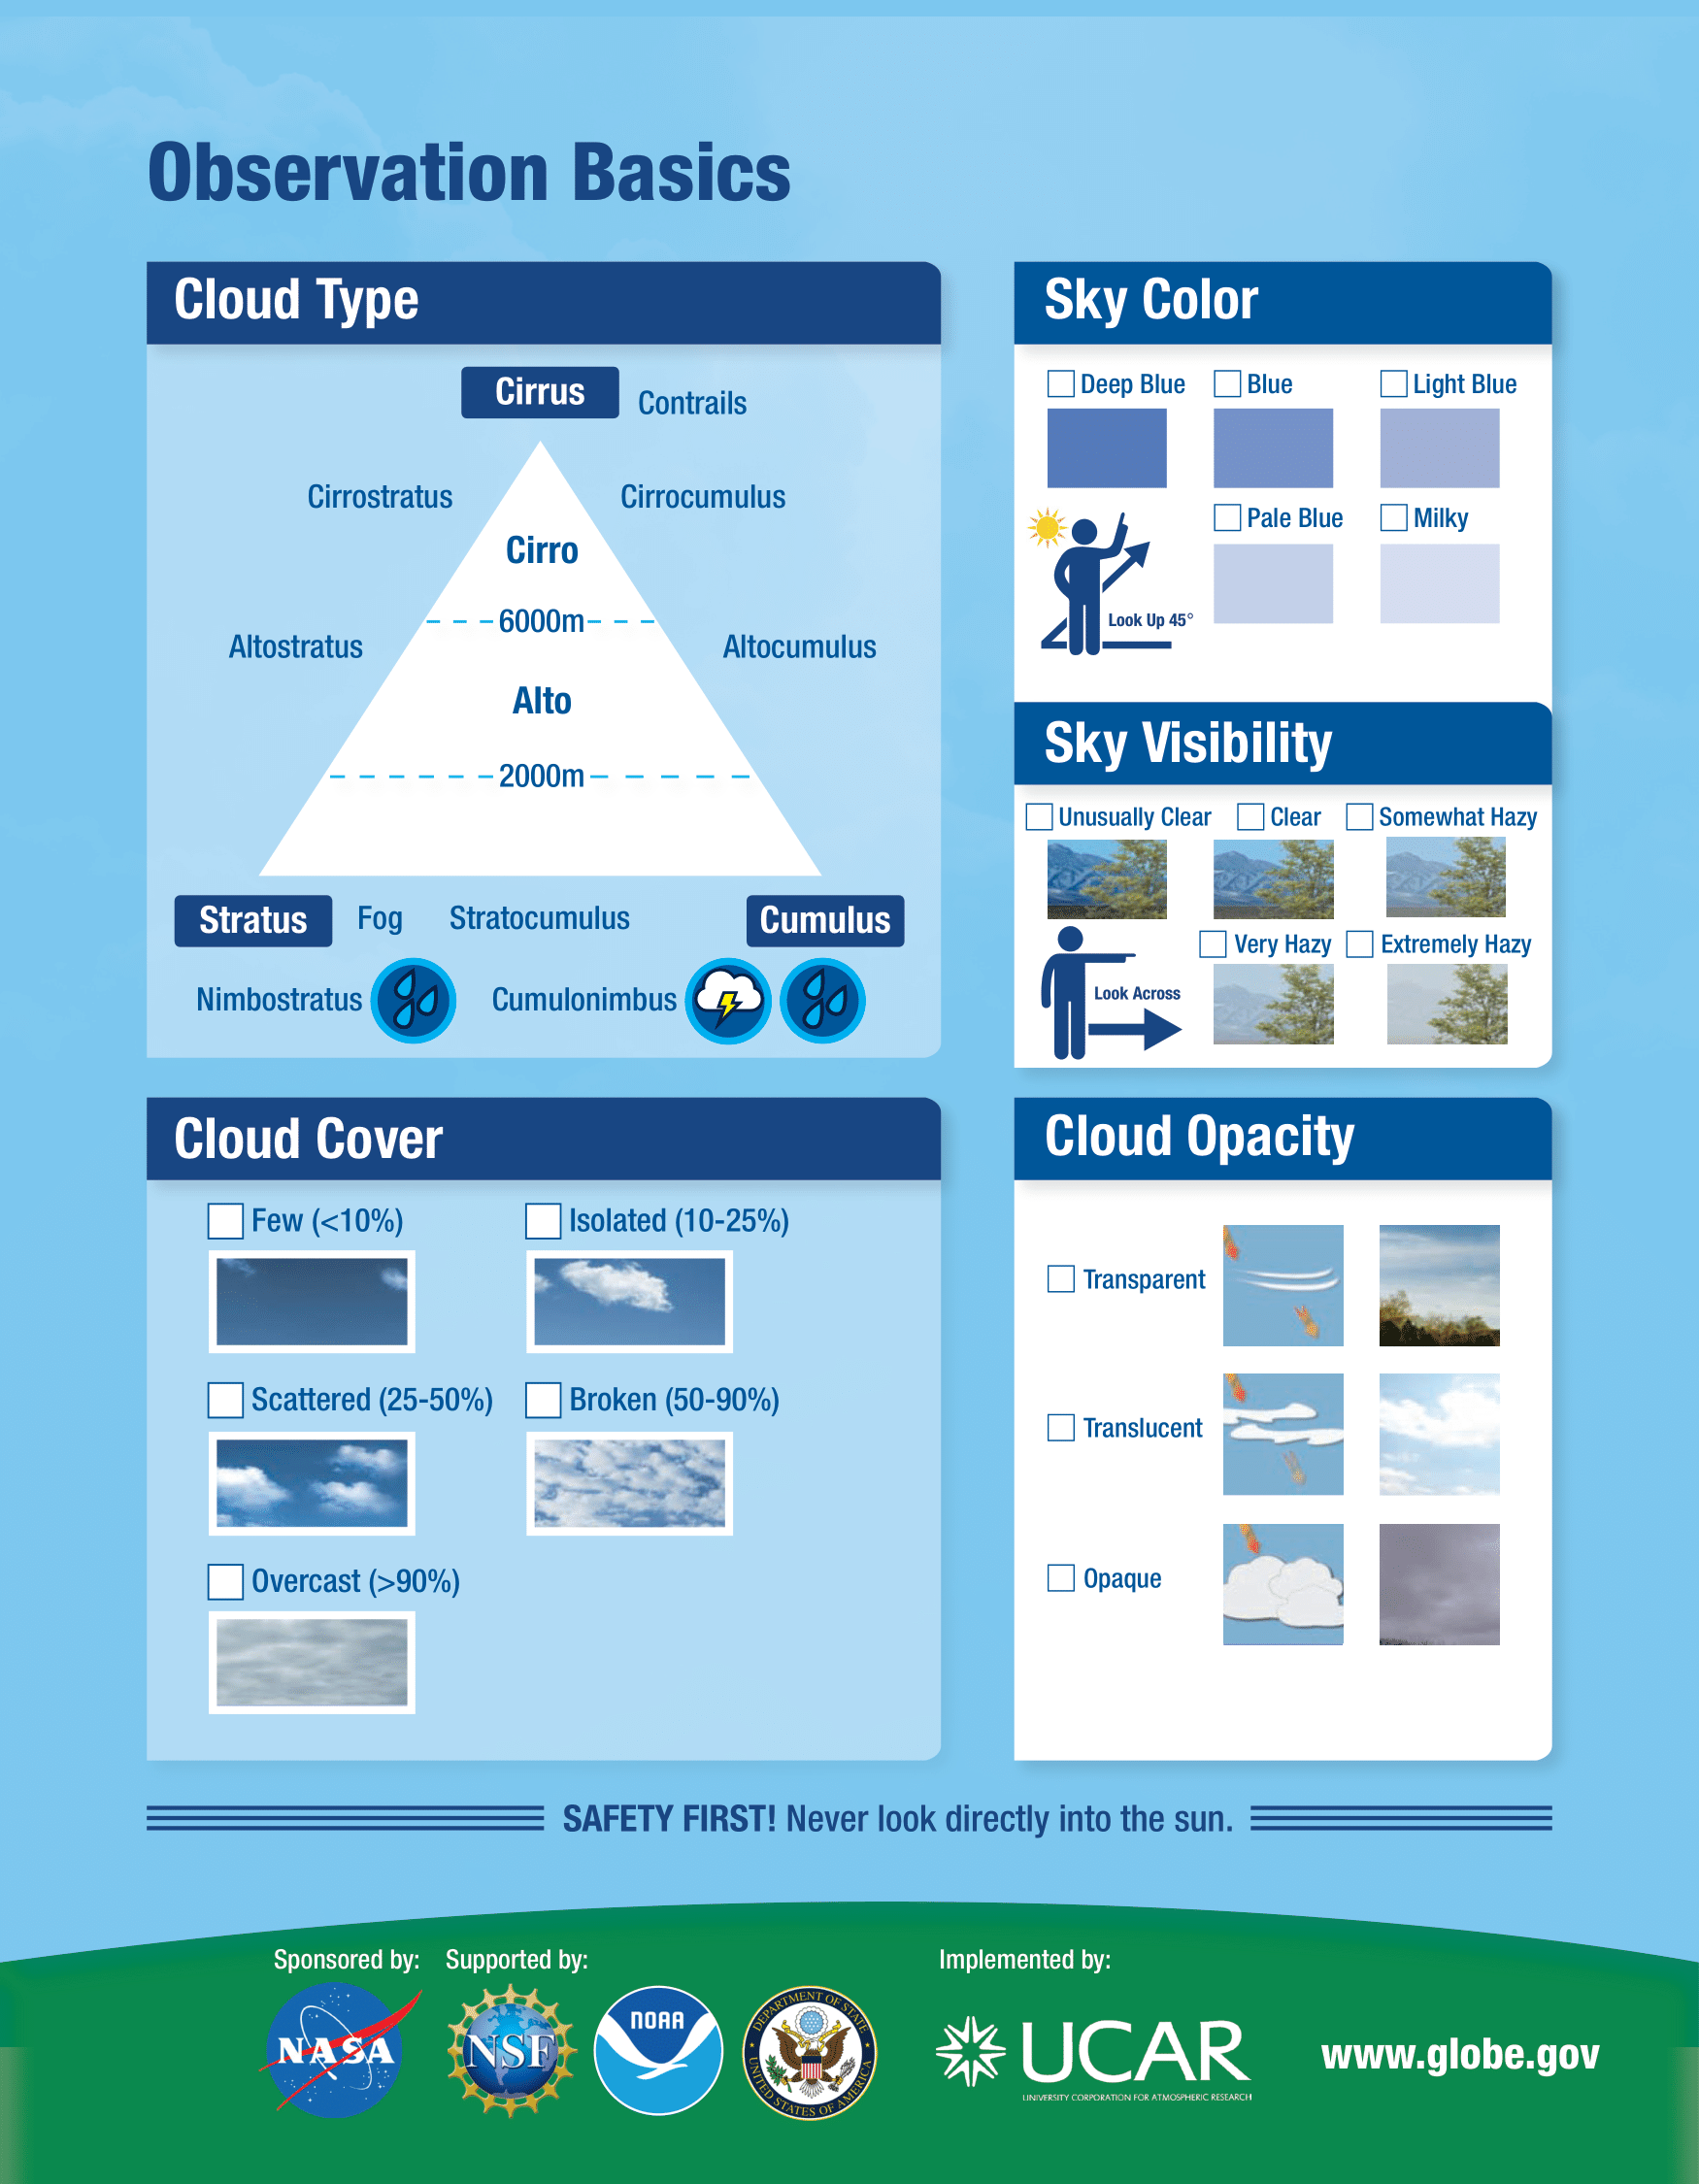 Observation Basics
Cloud Type
Cirrus
Contrails
Cirrostratus
Cirrocumulus
Cirro
6000m
Altostratus
Altocumulus
Alto
2000m
Stratus
Fog
Stratocumulus
Cumulus
Nimbostratus
Cumulonimbus
Sky Color
Deep Blue
Blue
Light Blue
Pale Blue
Milky
Look Up 45°
Sky Visibility
Unusually Clear
Clear
Somewhat Hazy
Very Hazy
Extremely Hazy
Look Across
Cloud Cover
Few (<10%)
Isolated (10-25%)
Scattered (25-50%)
Broken (50-90%)
Overcast (>90%)
Cloud Opacity
Transparent
Translucent
Opaque
SAFETY FIRST! Never look directly into the sun.
Sponsored by:
NASA
Supported by:
NSF
NOAA
DEPARTMENT OF STATE
UNITED STATES OF AMERICA
Implemented by:
UCAR
UNIVERSITY CORPORATION FOR ATMOSPHERIC RESEARCH
www.globe.gov